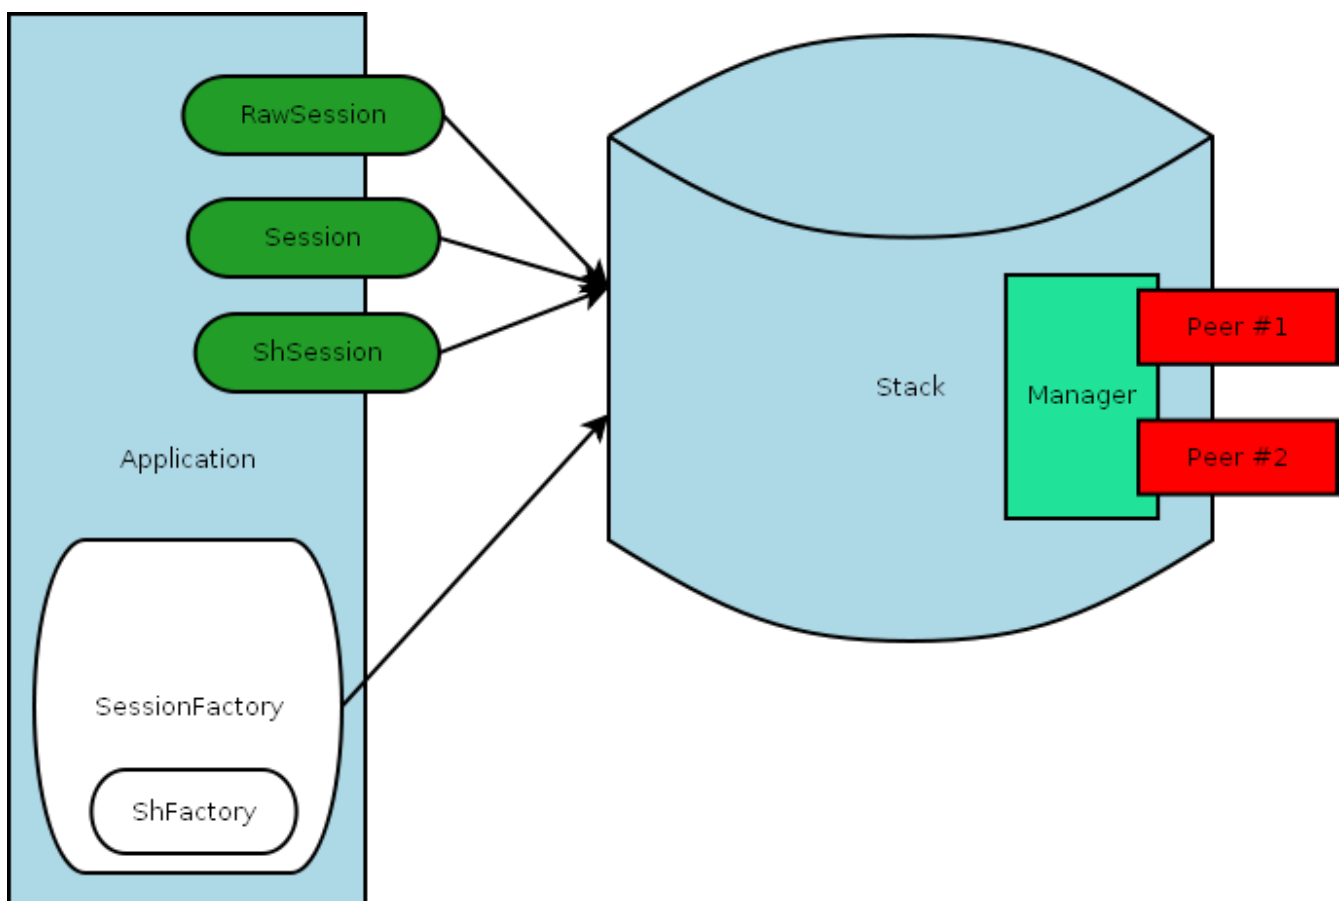 RawSession
Session
ShSession
Application
SessionFactory
ShFactory
Stack
Manager
Peer #1
Peer #2